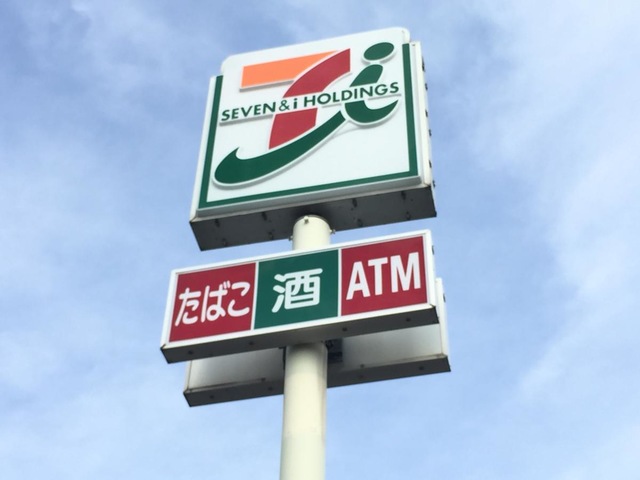 SEVEN & i HOLDINGS
たばこ 酒 ATM